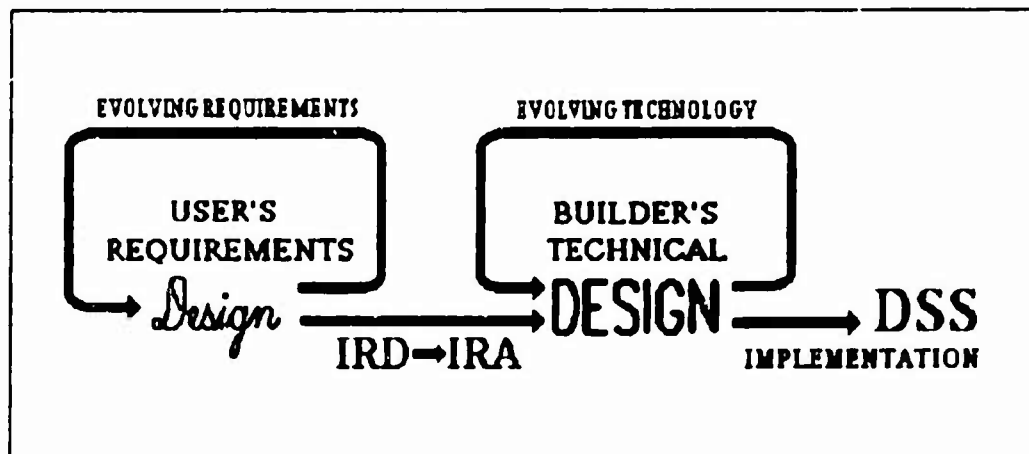 EVOLVING REQUIREMENTS
EVOLVING TECHNOLOGY
USER'S
REQUIREMENTS
Design
BUILDER'S
TECHNICAL
DESIGN
IRD→IRA
DSS
IMPLEMENTATION